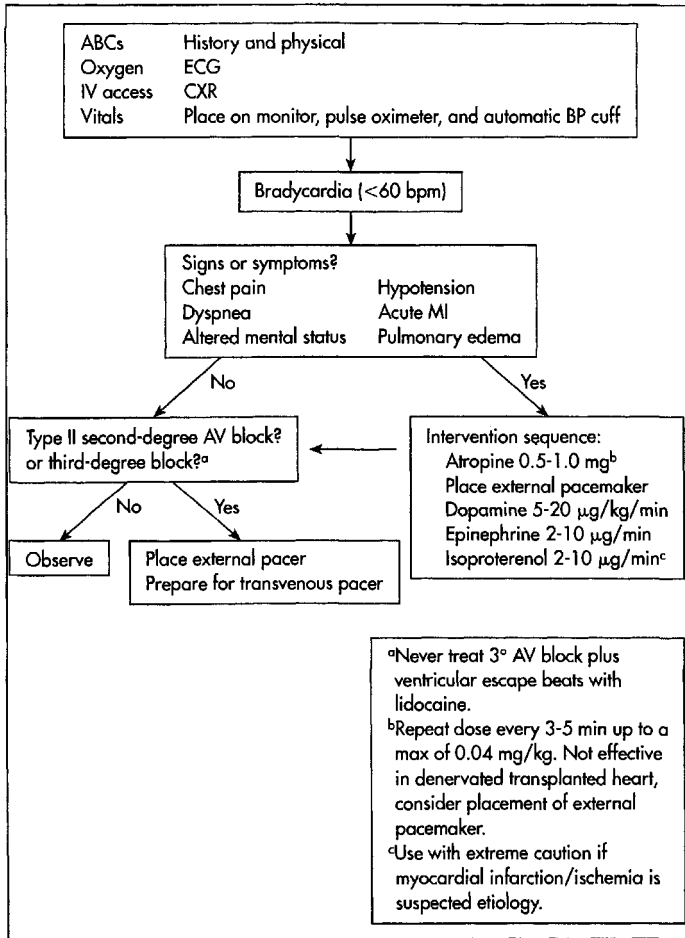 ABCs History and physical
Oxygen ECG
IV access CXR
Vitals Place on monitor, pulse oximeter, and automatic BP cuff
Bradycardia (<60 bpm)
Signs or symptoms?
Chest pain Hypotension
Dyspnea Acute MI
Altered mental status Pulmonary edema
No
Yes
Type II second-degree AV block?
or third-degree block?ᵃ
Intervention sequence:
Atropine 0.5-1.0 mgᵇ
Place external pacemaker
Dopamine 5-20 μg/kg/min
Epinephrine 2-10 μg/min
Isoproterenol 2-10 μg/minᶜ
No
Yes
Observe
Place external pacer
Prepare for transvenous pacer
ᵃNever treat 3° AV block plus
ventricular escape beats with
lidocaine.
ᵇRepeat dose every 3-5 min up to a
max of 0.04 mg/kg. Not effective
in denervated transplanted heart,
consider placement of external
pacemaker.
ᶜUse with extreme caution if
myocardial infarction/ischemia is
suspected etiology.